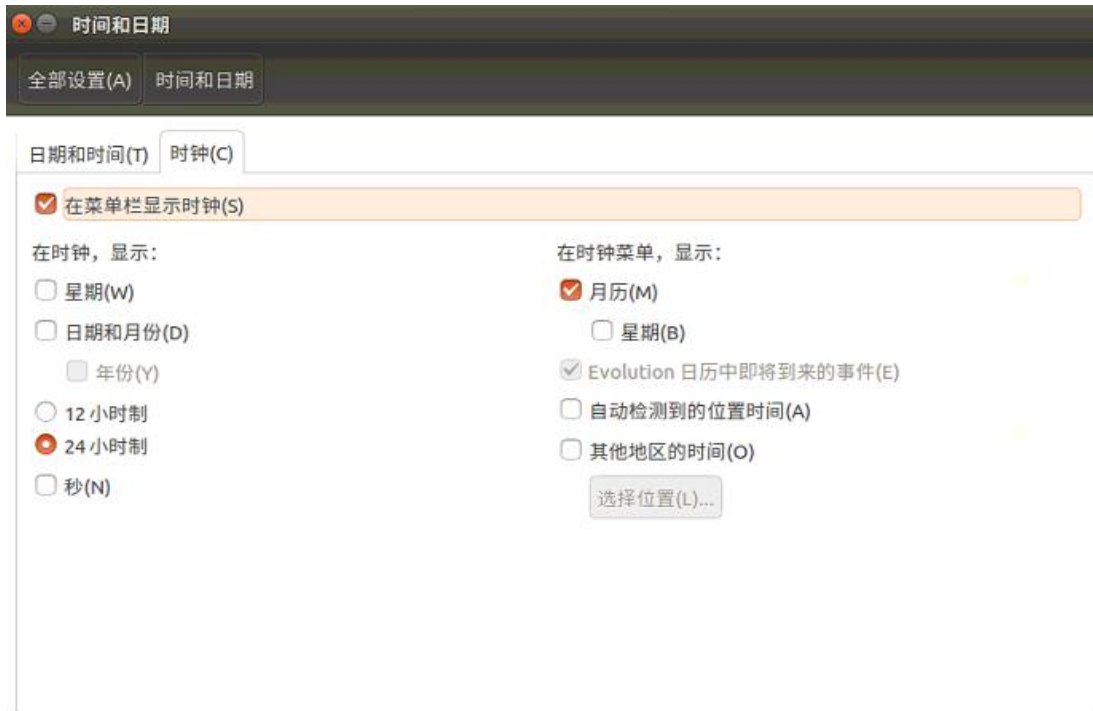 时间和日期
全部设置(A) 时间和日期
日期和时间(T) 时钟(C)
在菜单栏显示时钟(S)
在时钟，显示：
星期(W)
日期和月份(D)
年份(Y)
12 小时制
24 小时制
秒(N)
在时钟菜单，显示：
月历(M)
星期(B)
Evolution 日历中即将到来的事件(E)
自动检测到的位置时间(A)
其他地区的时间(O)
选择位置(L)...